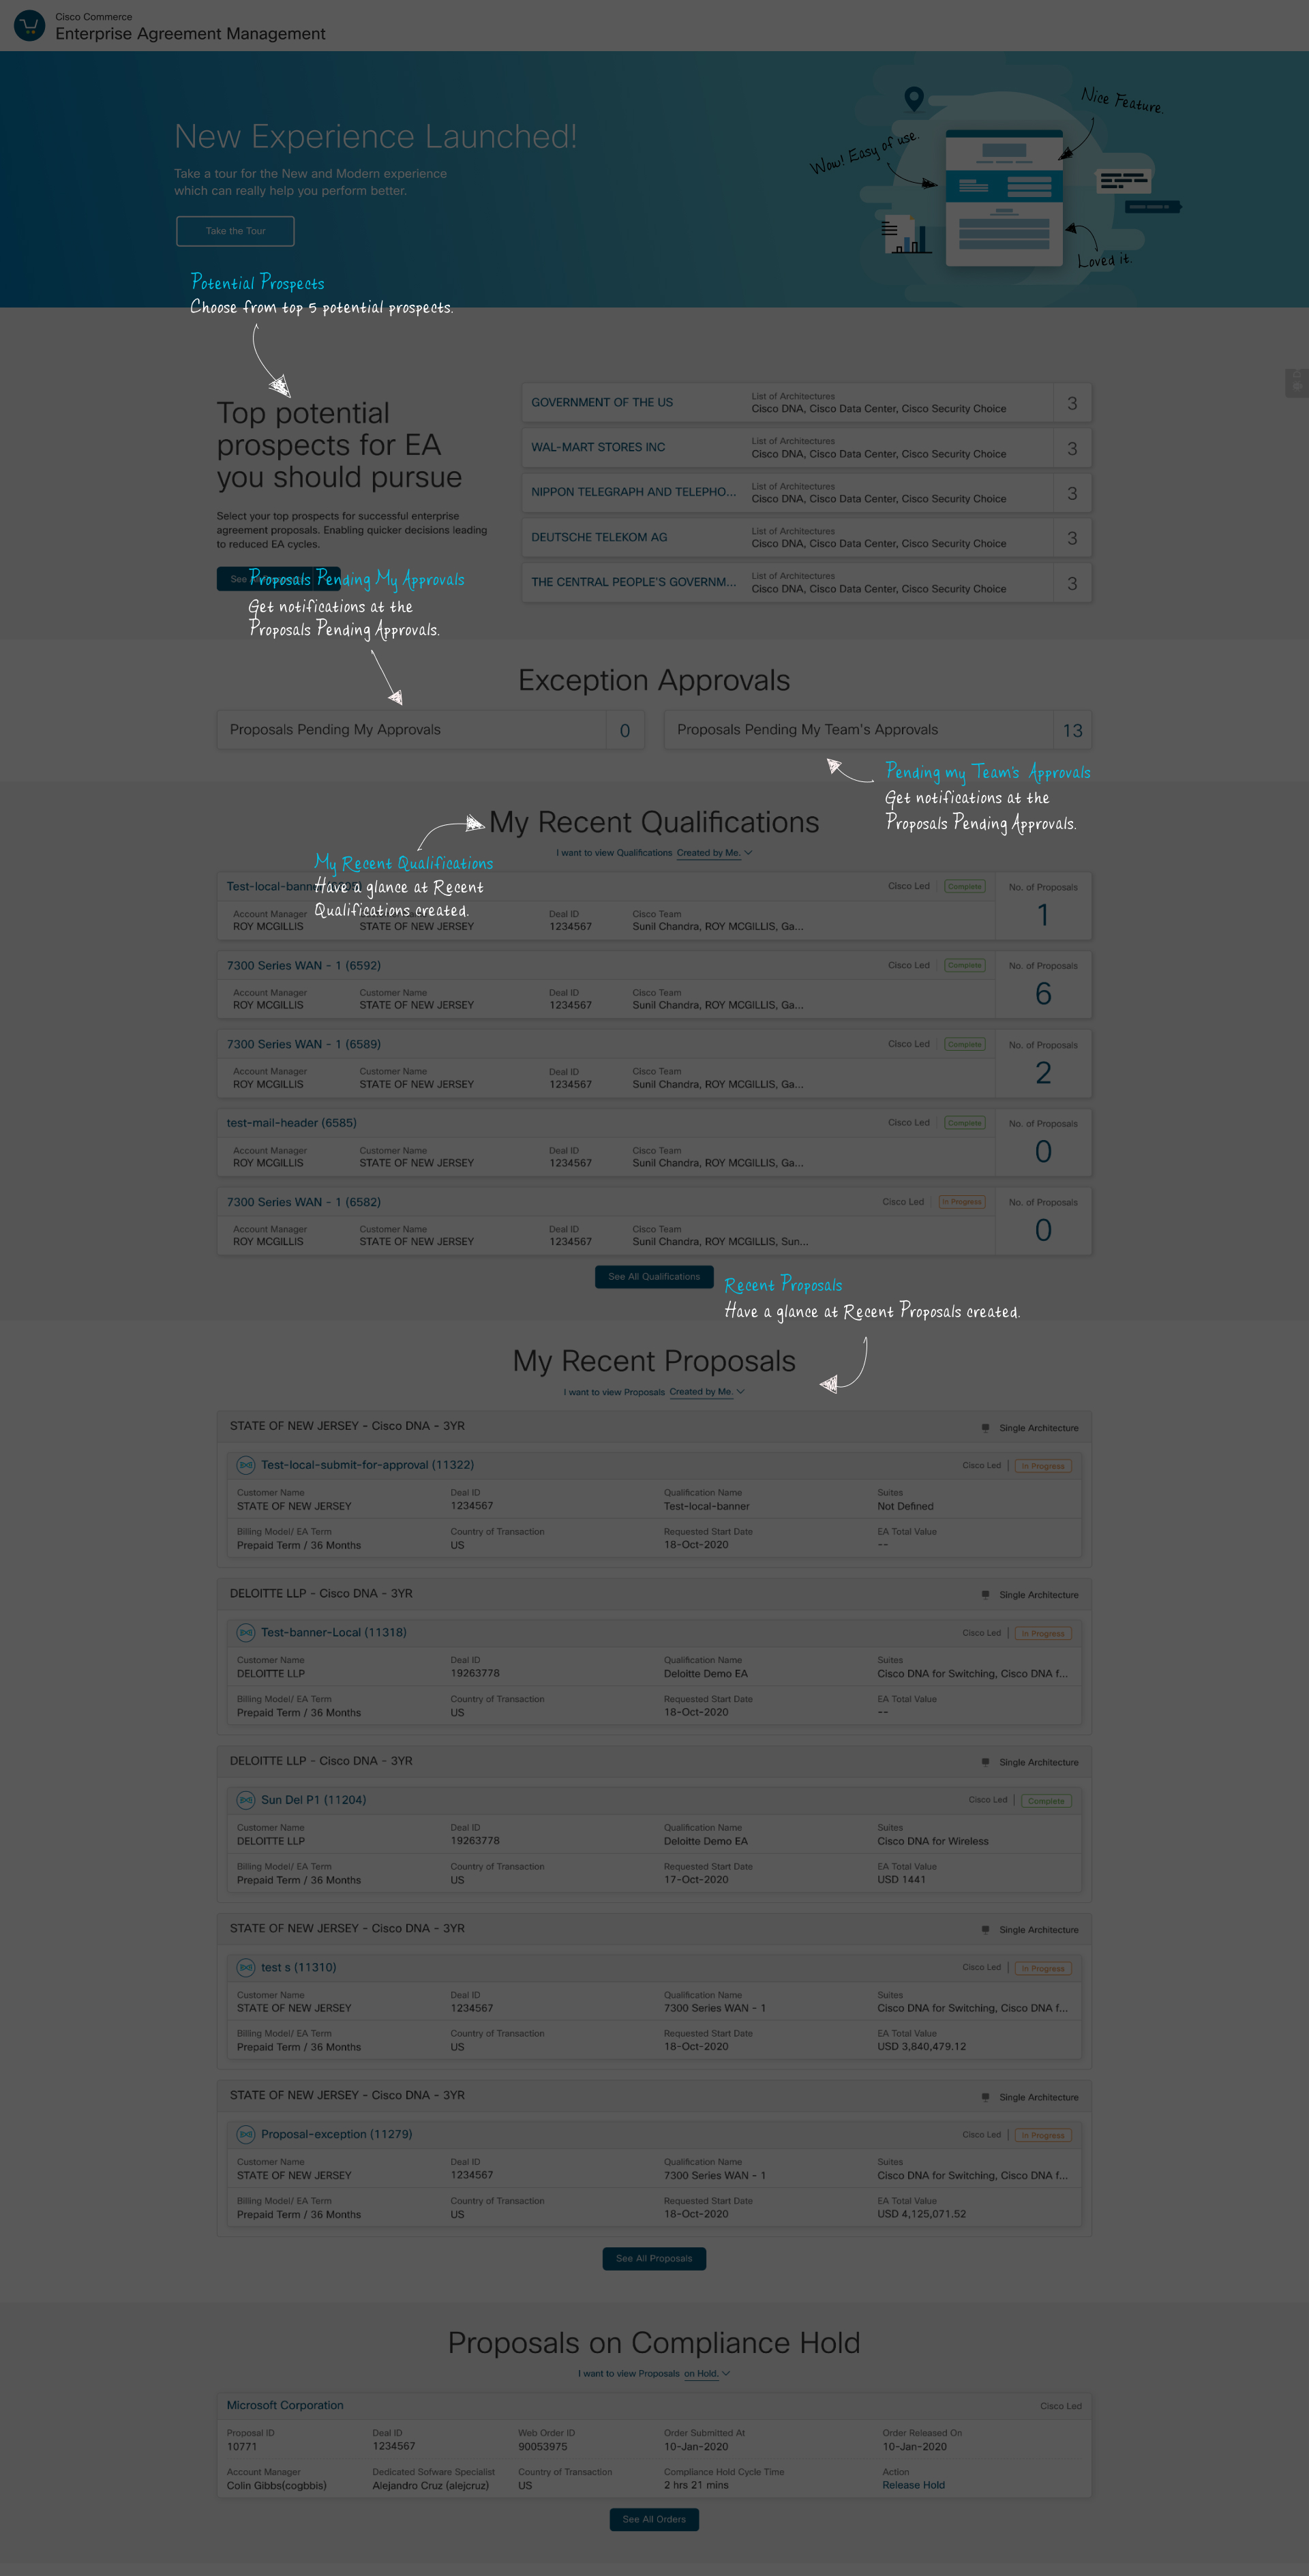 Cisco Commerce
Enterprise Agreement Management
New Experience Launched!
Take a tour for the New and Modern experience
which can really help you perform better.
Take the Tour
Wow! Easy of use.
Nice Feature.
Loved it.
Potential Prospects
Choose from top 5 potential prospects.
Top potential
prospects for EA
you should pursue
Select your top prospects for successful enterprise
agreement proposals. Enabling quicker decisions leading
to reduced EA cycles.
See
GOVERNMENT OF THE US
List of Architectures
Cisco DNA, Cisco Data Center, Cisco Security Choice
3
WAL-MART STORES INC
List of Architectures
Cisco DNA, Cisco Data Center, Cisco Security Choice
3
NIPPON TELEGRAPH AND TELEPHO...
List of Architectures
Cisco DNA, Cisco Data Center, Cisco Security Choice
3
DEUTSCHE TELEKOM AG
List of Architectures
Cisco DNA, Cisco Data Center, Cisco Security Choice
3
THE CENTRAL PEOPLE'S GOVERNM...
List of Architectures
Cisco DNA, Cisco Data Center, Cisco Security Choice
3
Proposals Pending My Approvals
Get notifications at the
Proposals Pending Approvals.
Exception Approvals
Proposals Pending My Approvals 0
Proposals Pending My Team's Approvals 13
Pending my Team's Approvals
Get notifications at the
Proposals Pending Approvals.
My Recent Qualifications
I want to view Qualifications Created by Me.
My Recent Qualifications
Have a glance at Recent
Qualifications created.
Test-local-bann
Cisco Led Complete
No. of Proposals
1
Account Manager Deal ID Cisco Team
ROY MCGILLIS STATE OF NEW JERSEY 1234567 Sunil Chandra, ROY MCGILLIS, Ga...
7300 Series WAN - 1 (6592)
Cisco Led Complete
No. of Proposals
6
Account Manager Customer Name Deal ID Cisco Team
ROY MCGILLIS STATE OF NEW JERSEY 1234567 Sunil Chandra, ROY MCGILLIS, Ga...
7300 Series WAN - 1 (6589)
Cisco Led Complete
No. of Proposals
2
Account Manager Customer Name Deal ID Cisco Team
ROY MCGILLIS STATE OF NEW JERSEY 1234567 Sunil Chandra, ROY MCGILLIS, Ga...
test-mail-header (6585)
Cisco Led Complete
No. of Proposals
0
Account Manager Customer Name Deal ID Cisco Team
ROY MCGILLIS STATE OF NEW JERSEY 1234567 Sunil Chandra, ROY MCGILLIS, Ga...
7300 Series WAN - 1 (6582)
Cisco Led In Progress
No. of Proposals
0
Account Manager Customer Name Deal ID Cisco Team
ROY MCGILLIS STATE OF NEW JERSEY 1234567 Sunil Chandra, ROY MCGILLIS, Sun...
See All Qualifications
Recent Proposals
Have a glance at Recent Proposals created.
My Recent Proposals
I want to view Proposals Created by Me.
STATE OF NEW JERSEY - Cisco DNA - 3YR Single Architecture
Test-local-submit-for-approval (11322) Cisco Led In Progress
Customer Name Deal ID Qualification Name Suites
STATE OF NEW JERSEY 1234567 Test-local-banner Not Defined
Billing Model/ EA Term Country of Transaction Requested Start Date EA Total Value
Prepaid Term / 36 Months US 18-Oct-2020 --
DELOITTE LLP - Cisco DNA - 3YR Single Architecture
Test-banner-Local (11318) Cisco Led In Progress
Customer Name Deal ID Qualification Name Suites
DELOITTE LLP 19263778 Deloitte Demo EA Cisco DNA for Switching, Cisco DNA f...
Billing Model/ EA Term Country of Transaction Requested Start Date EA Total Value
Prepaid Term / 36 Months US 18-Oct-2020 --
DELOITTE LLP - Cisco DNA - 3YR Single Architecture
Sun Del P1 (11204) Cisco Led Complete
Customer Name Deal ID Qualification Name Suites
DELOITTE LLP 19263778 Deloitte Demo EA Cisco DNA for Wireless
Billing Model/ EA Term Country of Transaction Requested Start Date EA Total Value
Prepaid Term / 36 Months US 17-Oct-2020 USD 1441
STATE OF NEW JERSEY - Cisco DNA - 3YR Single Architecture
test s (11310) Cisco Led In Progress
Customer Name Deal ID Qualification Name Suites
STATE OF NEW JERSEY 1234567 7300 Series WAN - 1 Cisco DNA for Switching, Cisco DNA f...
Billing Model/ EA Term Country of Transaction Requested Start Date EA Total Value
Prepaid Term / 36 Months US 18-Oct-2020 USD 3,840,479.12
STATE OF NEW JERSEY - Cisco DNA - 3YR Single Architecture
Proposal-exception (11279) Cisco Led In Progress
Customer Name Deal ID Qualification Name Suites
STATE OF NEW JERSEY 1234567 7300 Series WAN - 1 Cisco DNA for Switching, Cisco DNA f...
Billing Model/ EA Term Country of Transaction Requested Start Date EA Total Value
Prepaid Term / 36 Months US 18-Oct-2020 USD 4,125,071.52
See All Proposals
Proposals on Compliance Hold
I want to view Proposals on Hold.
Microsoft Corporation Cisco Led
Proposal ID Deal ID Web Order ID Order Submitted At Order Released On
10771 1234567 90053975 10-Jan-2020 10-Jan-2020
Account Manager Dedicated Sofware Specialist Country of Transaction Compliance Hold Cycle Time Action
Colin Gibbs(cogbbis) Alejandro Cruz (alejcruz) US 2 hrs 21 mins Release Hold
See All Orders